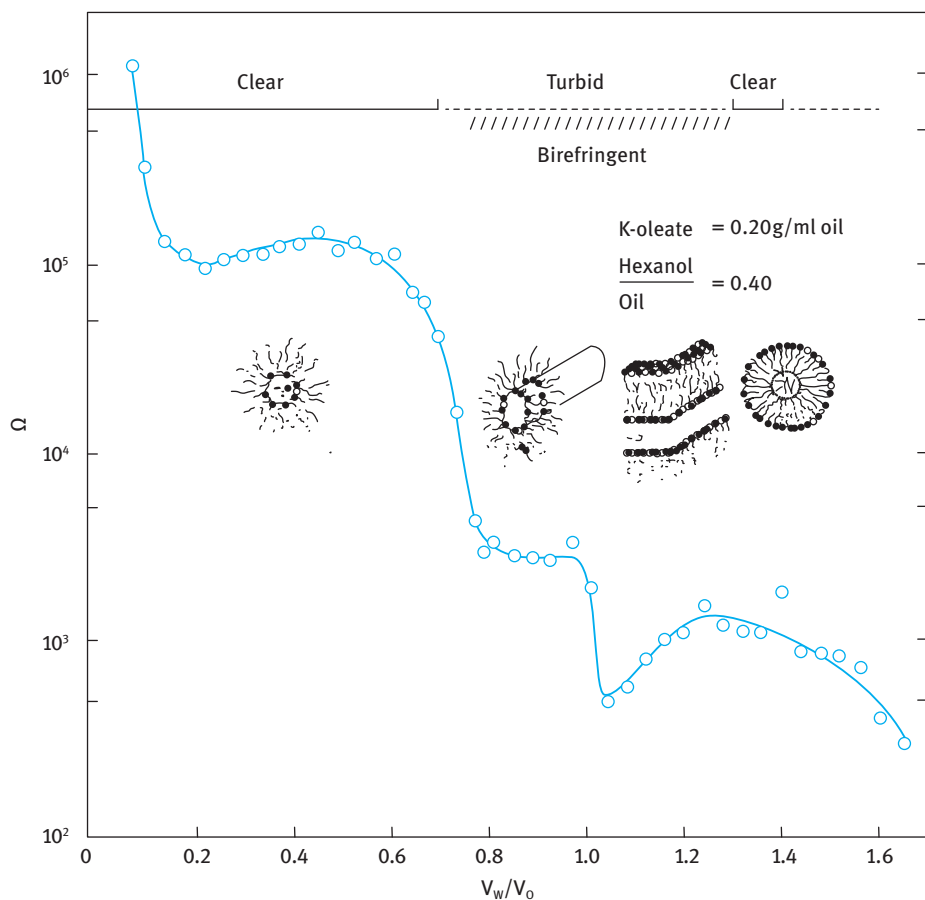 Clear Turbid Clear
10⁶
Birefringent
K-oleate = 0.20g/ml oil
Hexanol
= 0.40
Oil
10⁵
Ω
10⁴
10³
10²
0 0.2 0.4 0.6 0.8 1.0 1.2 1.4 1.6
V_w/V_o